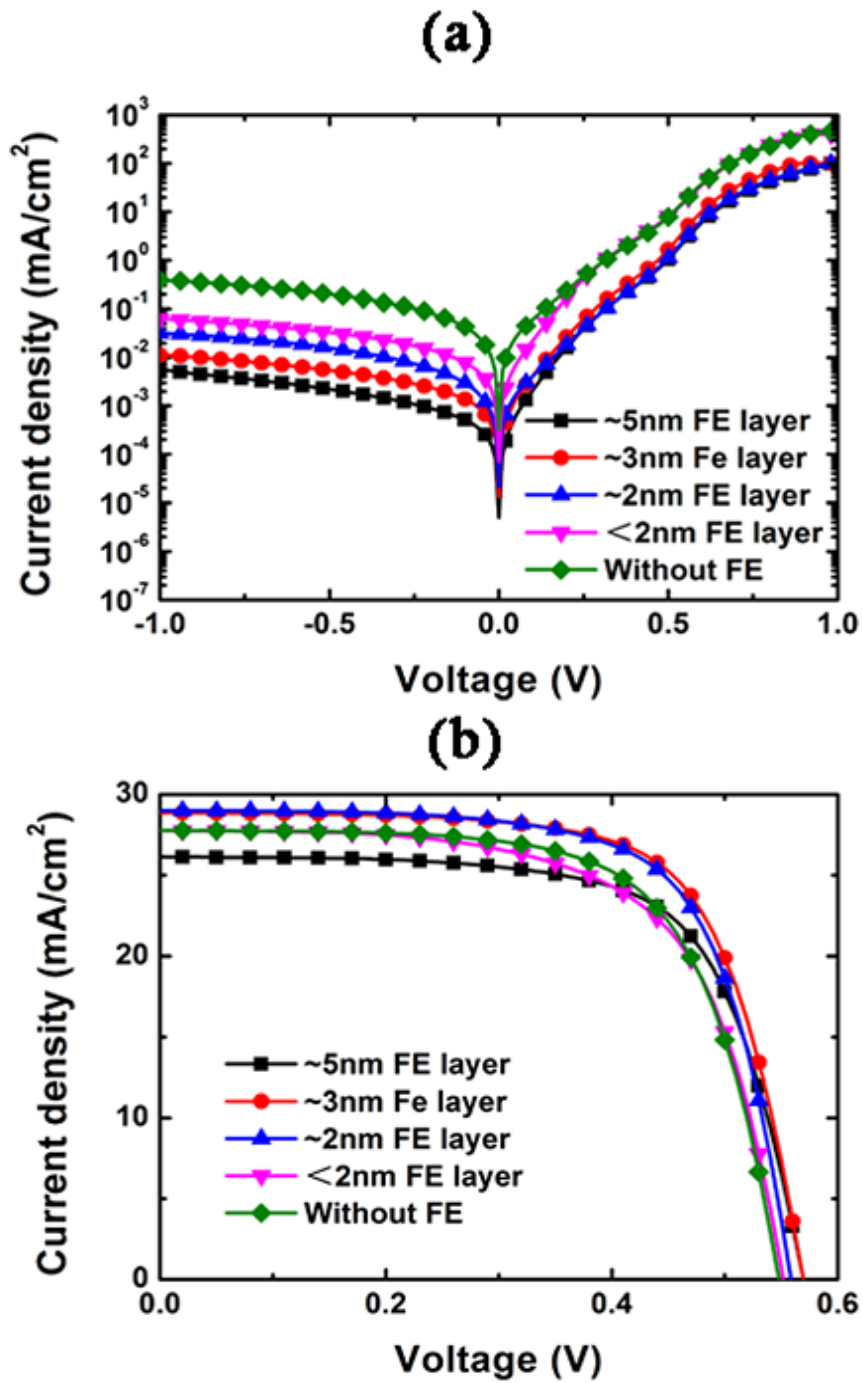 (a)
10³
10²
10¹
10⁰
10⁻¹
10⁻²
10⁻³
10⁻⁴
10⁻⁵
10⁻⁶
10⁻⁷
Current density (mA/cm²)
~5nm FE layer
~3nm Fe layer
~2nm FE layer
<2nm FE layer
Without FE
-1.0 -0.5 0.0 0.5 1.0
Voltage (V)
(b)
30
20
10
0
Current density (mA/cm²)
~5nm FE layer
~3nm Fe layer
~2nm FE layer
<2nm FE layer
Without FE
0.0 0.2 0.4 0.6
Voltage (V)